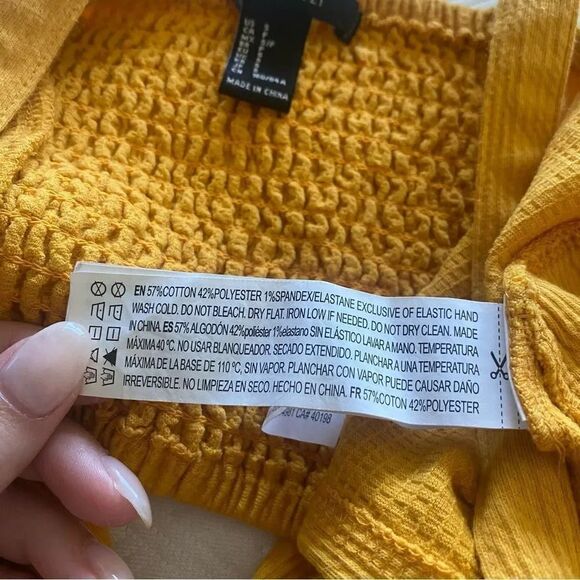 US S
CA S/P
MADE IN CHINA
EN 57%COTTON 42%POLYESTER 1%SPANDEX/ELASTANE EXCLUSIVE OF ELASTIC HAND
WASH COLD. DO NOT BLEACH. DRY FLAT. IRON LOW IF NEEDED. DO NOT DRY CLEAN. MADE
IN CHINA. ES 57% ALGODÓN 42%poliéster 1%elastano SIN ELÁSTICO LAVAR A MANO. TEMPERATURA
MÁXIMA 40 ºC. NO USAR BLANQUEADOR. SECADO EXTENDIDO. PLANCHAR A UNA TEMPERATURA
MÁXIMA DE LA BASE DE 110 ºC, SIN VAPOR. PLANCHAR CON VAPOR PUEDE CAUSAR DAÑO
IRREVERSIBLE. NO LIMPIEZA EN SECO. HECHO EN CHINA. FR 57%COTON 42%POLYESTER
CA# 40198